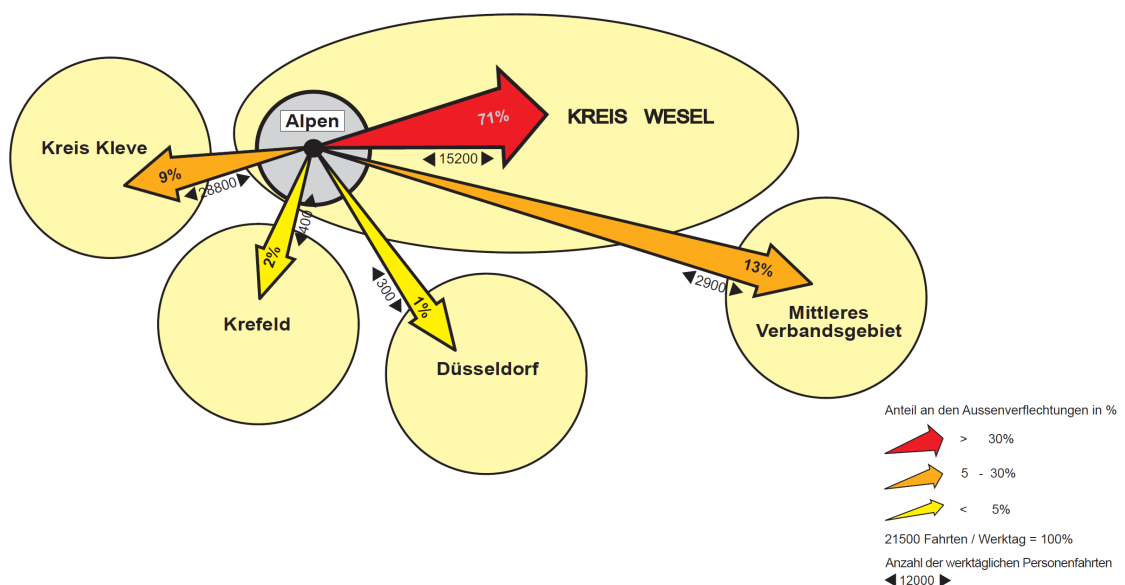 Alpen
71%
KREIS WESEL
15200
Kreis Kleve
9%
28800
400
2%
Krefeld
300
1%
Düsseldorf
13%
2900
Mittleres
Verbandsgebiet
Anteil an den Aussenverflechtungen in %
> 30%
5 - 30%
< 5%
21500 Fahrten / Werktag = 100%
Anzahl der werktäglichen Personenfahrten
12000